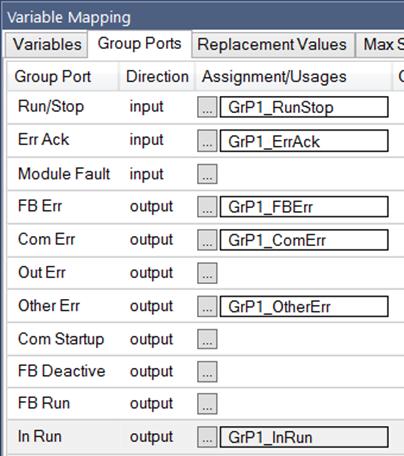 Variable Mapping
Variables Group Ports Replacement Values Max S
Group Port Direction Assignment/Usages
Run/Stop input ... GrP1_RunStop
Err Ack input ... GrP1_ErrAck
Module Fault input ...
FB Err output ... GrP1_FBErr
Com Err output ... GrP1_ComErr
Out Err output ...
Other Err output ... GrP1_OtherErr
Com Startup output ...
FB Deactive output ...
FB Run output ...
In Run output ... GrP1_InRun